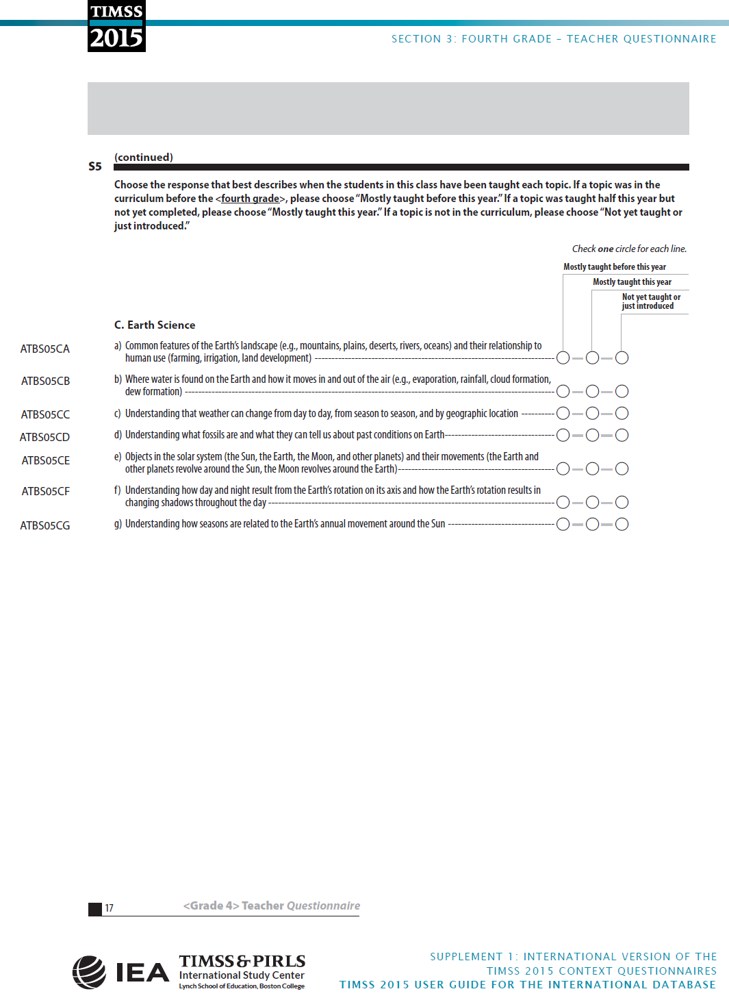 TIMSS
2015
SECTION 3: FOURTH GRADE – TEACHER QUESTIONNAIRE
(continued)
S5
Choose the response that best describes when the students in this class have been taught each topic. If a topic was in the
curriculum before the <fourth grade>, please choose “Mostly taught before this year.” If a topic was taught half this year but
not yet completed, please choose “Mostly taught this year.” If a topic is not in the curriculum, please choose “Not yet taught or
just introduced.”
Check one circle for each line.
Mostly taught before this year
Mostly taught this year
Not yet taught or
just introduced
C. Earth Science
ATBS05CA
a) Common features of the Earth’s landscape (e.g., mountains, plains, deserts, rivers, oceans) and their relationship to
human use (farming, irrigation, land development)
ATBS05CB
b) Where water is found on the Earth and how it moves in and out of the air (e.g., evaporation, rainfall, cloud formation,
dew formation)
ATBS05CC
c) Understanding that weather can change from day to day, from season to season, and by geographic location
ATBS05CD
d) Understanding what fossils are and what they can tell us about past conditions on Earth
ATBS05CE
e) Objects in the solar system (the Sun, the Earth, the Moon, and other planets) and their movements (the Earth and
other planets revolve around the Sun, the Moon revolves around the Earth)
ATBS05CF
f) Understanding how day and night result from the Earth’s rotation on its axis and how the Earth’s rotation results in
changing shadows throughout the day
ATBS05CG
g) Understanding how seasons are related to the Earth’s annual movement around the Sun
17
<Grade 4> Teacher Questionnaire
IEA
TIMSS & PIRLS
International Study Center
Lynch School of Education, Boston College
SUPPLEMENT 1: INTERNATIONAL VERSION OF THE
TIMSS 2015 CONTEXT QUESTIONNAIRES
TIMSS 2015 USER GUIDE FOR THE INTERNATIONAL DATABASE